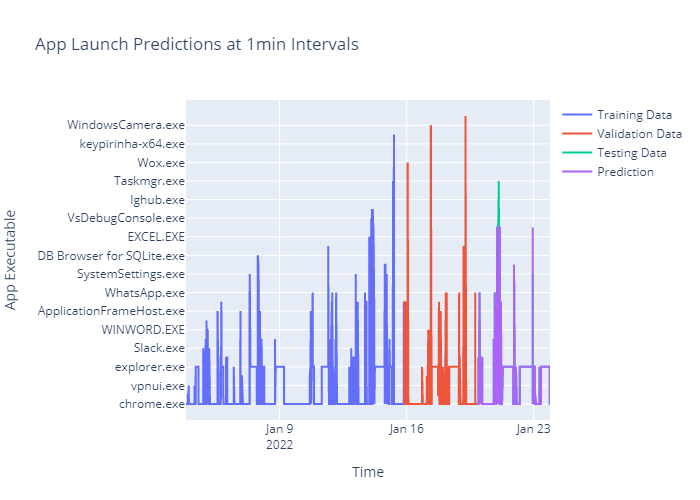 App Launch Predictions at 1min Intervals
Training Data
Validation Data
Testing Data
Prediction
App Executable
WindowsCamera.exe
keypirinha-x64.exe
Wox.exe
Taskmgr.exe
lghub.exe
VsDebugConsole.exe
EXCEL.EXE
DB Browser for SQLite.exe
SystemSettings.exe
WhatsApp.exe
ApplicationFrameHost.exe
WINWORD.EXE
Slack.exe
explorer.exe
vpnui.exe
chrome.exe
Jan 9
2022
Jan 16
Jan 23
Time